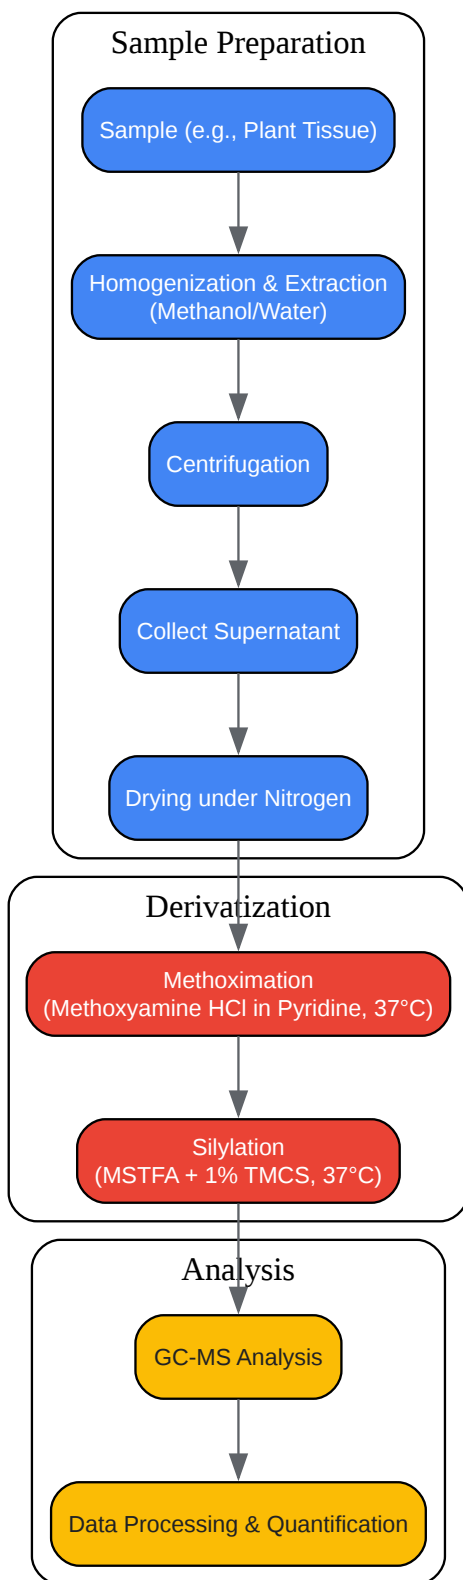 Sample Preparation
Sample (e.g., Plant Tissue)
Homogenization & Extraction
(Methanol/Water)
Centrifugation
Collect Supernatant
Drying under Nitrogen
Derivatization
Methoximation
(Methoxyamine HCl in Pyridine, 37°C)
Silylation
(MSTFA + 1% TMCS, 37°C)
Analysis
GC-MS Analysis
Data Processing & Quantification